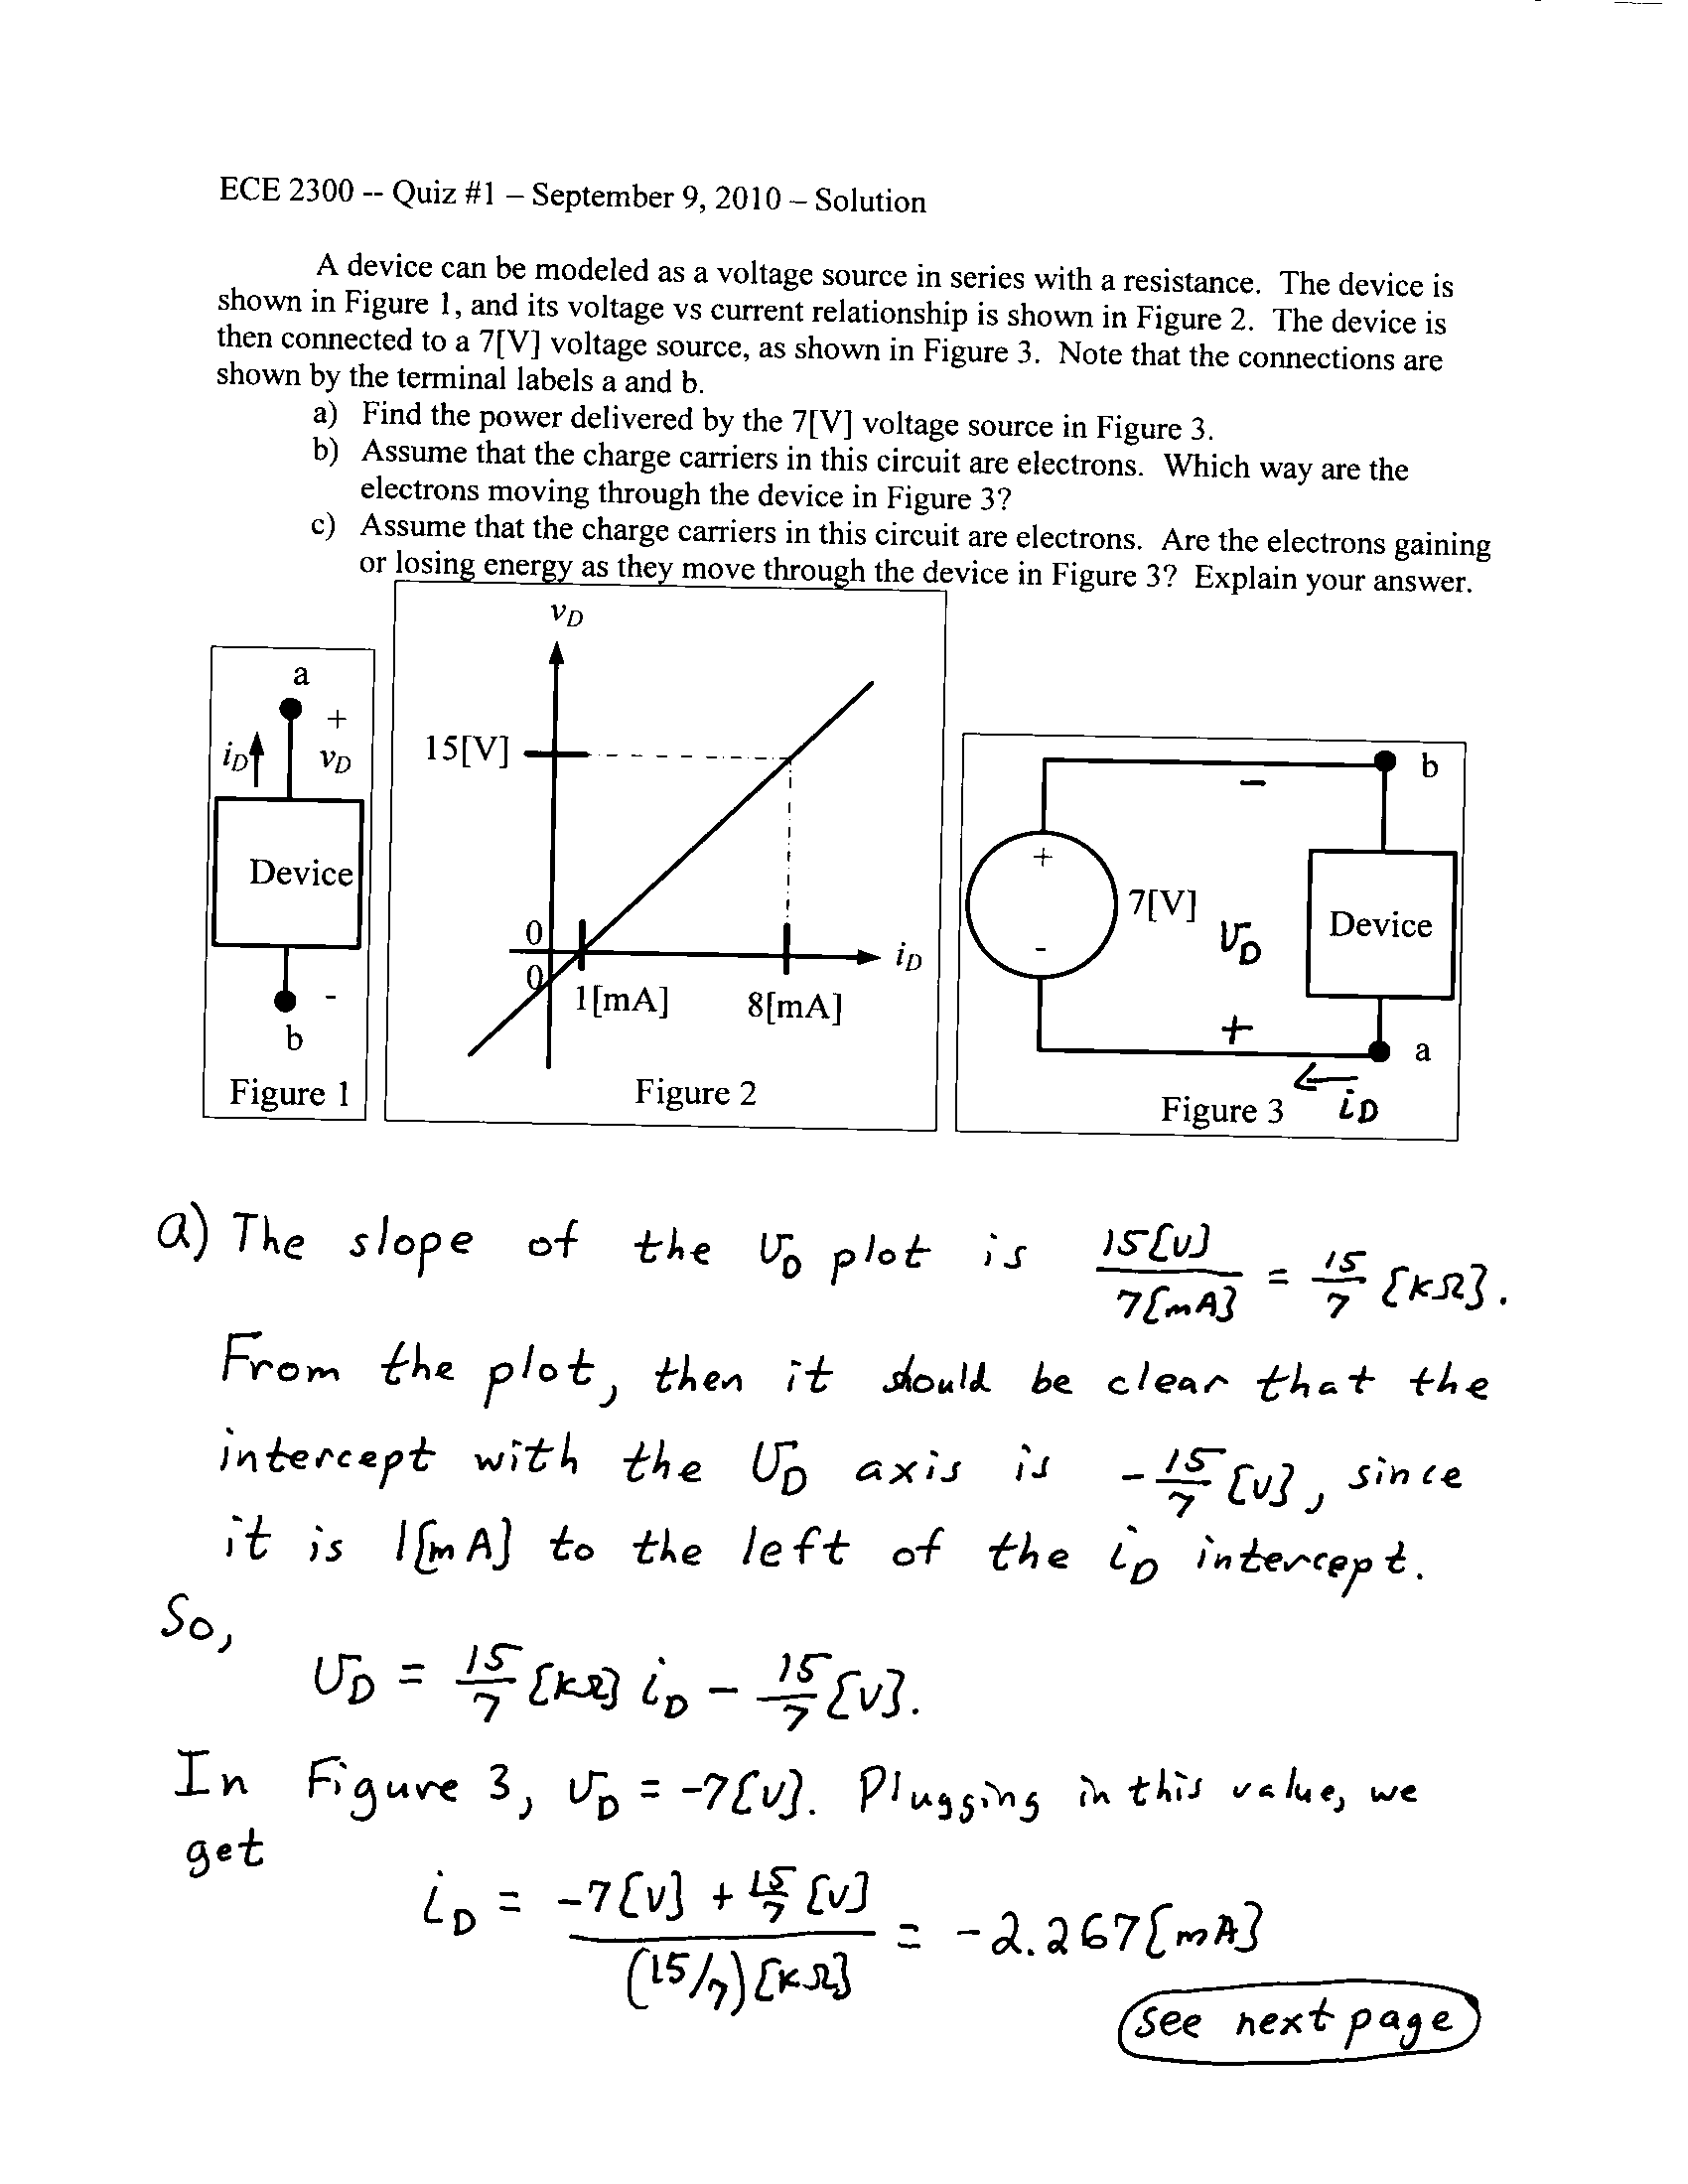 ECE 2300 -- Quiz #1 – September 9, 2010 – Solution
A device can be modeled as a voltage source in series with a resistance. The device is
shown in Figure 1, and its voltage vs current relationship is shown in Figure 2. The device is
then connected to a 7[V] voltage source, as shown in Figure 3. Note that the connections are
shown by the terminal labels a and b.
a) Find the power delivered by the 7[V] voltage source in Figure 3.
b) Assume that the charge carriers in this circuit are electrons. Which way are the
electrons moving through the device in Figure 3?
c) Assume that the charge carriers in this circuit are electrons. Are the electrons gaining
or losing energy as they move through the device in Figure 3? Explain your answer.
a
+
iD
vD
Device
-
b
Figure 1
vD
15[V]
0
0
iD
1[mA]
8[mA]
Figure 2
b
-
+
7[V]
vD
Device
-
+
a
iD
Figure 3
a) The slope of the vD plot is 15[V]/7[mA] = 15/7 [kΩ].
From the plot, then it should be clear that the
intercept with the vD axis is -15/7 [V], since
it is 1[mA] to the left of the iD intercept.
So,
vD = 15/7 [kΩ] iD - 15/7 [V].
In Figure 3, vD = -7[V]. Plugging in this value, we
get
iD = (-7[V] + 15/7 [V]) / (15/7)[kΩ] = -2.267[mA]
see next page